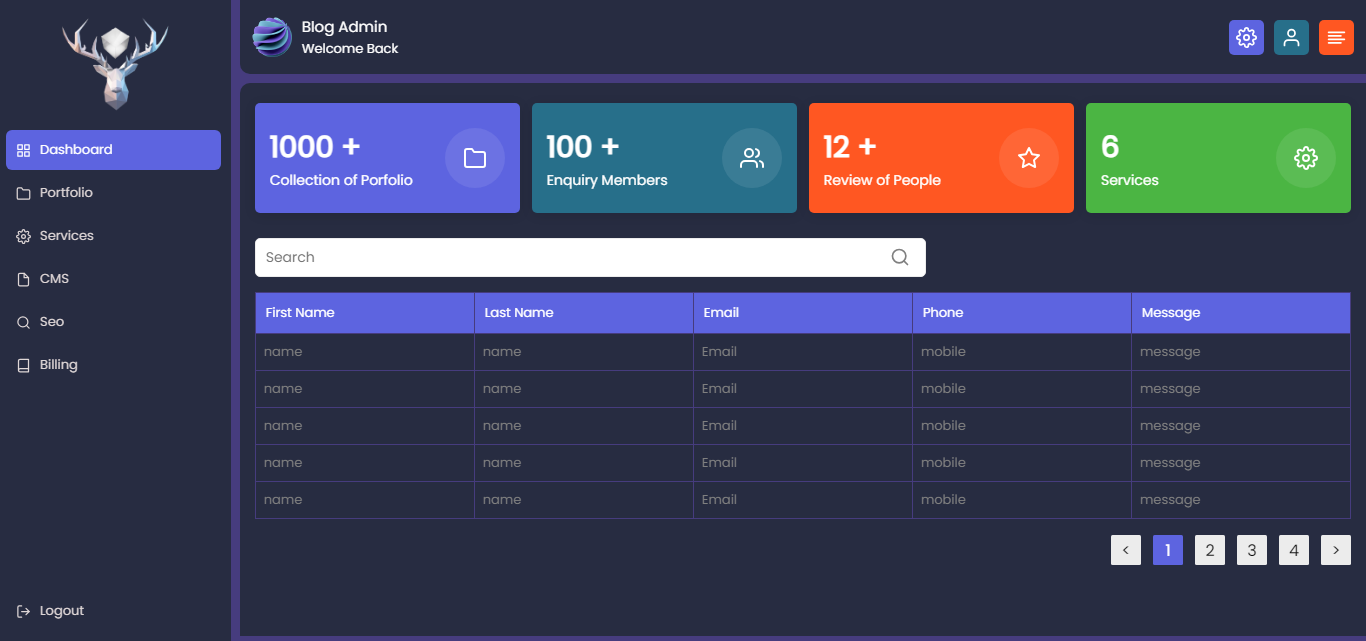 Blog Admin
Welcome Back
Dashboard
Portfolio
Services
CMS
Seo
Billing
Logout
1000 +
Collection of Porfolio
100 +
Enquiry Members
12 +
Review of People
6
Services
Search
First Name Last Name Email Phone Message
name name Email mobile message
name name Email mobile message
name name Email mobile message
name name Email mobile message
name name Email mobile message
< 1 2 3 4 >